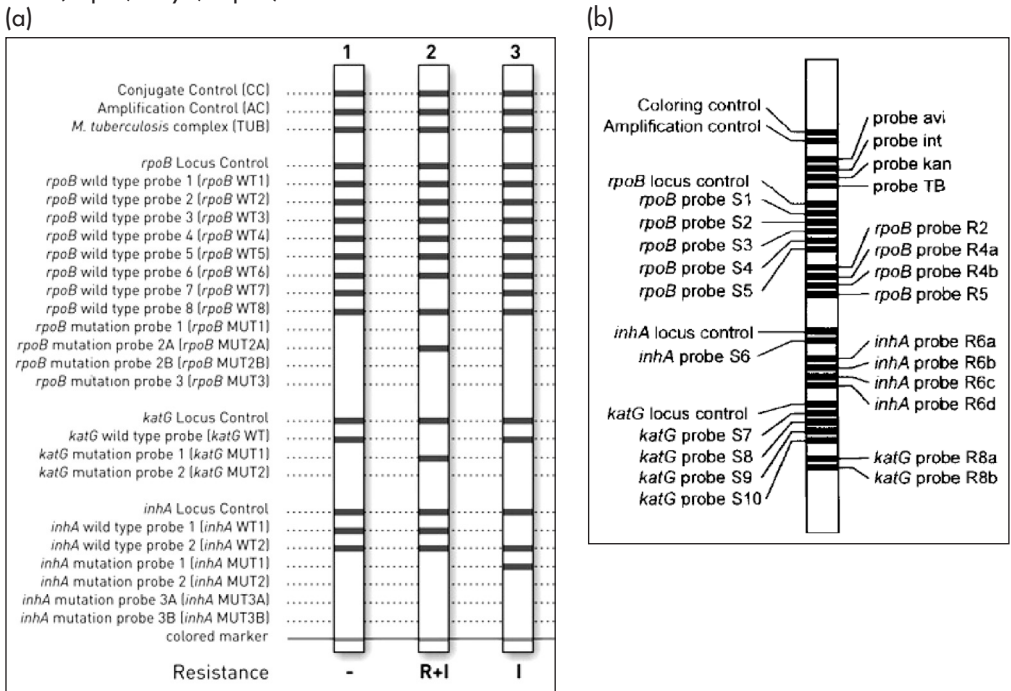 (a)
1 2 3
Conjugate Control (CC)
Amplification Control (AC)
M. tuberculosis complex (TUB)
rpoB Locus Control
rpoB wild type probe 1 (rpoB WT1)
rpoB wild type probe 2 (rpoB WT2)
rpoB wild type probe 3 (rpoB WT3)
rpoB wild type probe 4 (rpoB WT4)
rpoB wild type probe 5 (rpoB WT5)
rpoB wild type probe 6 (rpoB WT6)
rpoB wild type probe 7 (rpoB WT7)
rpoB wild type probe 8 (rpoB WT8)
rpoB mutation probe 1 (rpoB MUT1)
rpoB mutation probe 2A (rpoB MUT2A)
rpoB mutation probe 2B (rpoB MUT2B)
rpoB mutation probe 3 (rpoB MUT3)
katG Locus Control
katG wild type probe (katG WT)
katG mutation probe 1 (katG MUT1)
katG mutation probe 2 (katG MUT2)
inhA Locus Control
inhA wild type probe 1 (inhA WT1)
inhA wild type probe 2 (inhA WT2)
inhA mutation probe 1 (inhA MUT1)
inhA mutation probe 2 (inhA MUT2)
inhA mutation probe 3A (inhA MUT3A)
inhA mutation probe 3B (inhA MUT3B)
colored marker
Resistance - R+I I
(b)
Coloring control
Amplification control
rpoB locus control
rpoB probe S1
rpoB probe S2
rpoB probe S3
rpoB probe S4
rpoB probe S5
inhA locus control
inhA probe S6
katG locus control
katG probe S7
katG probe S8
katG probe S9
katG probe S10
probe avi
probe int
probe kan
probe TB
rpoB probe R2
rpoB probe R4a
rpoB probe R4b
rpoB probe R5
inhA probe R6a
inhA probe R6b
inhA probe R6c
inhA probe R6d
katG probe R8a
katG probe R8b